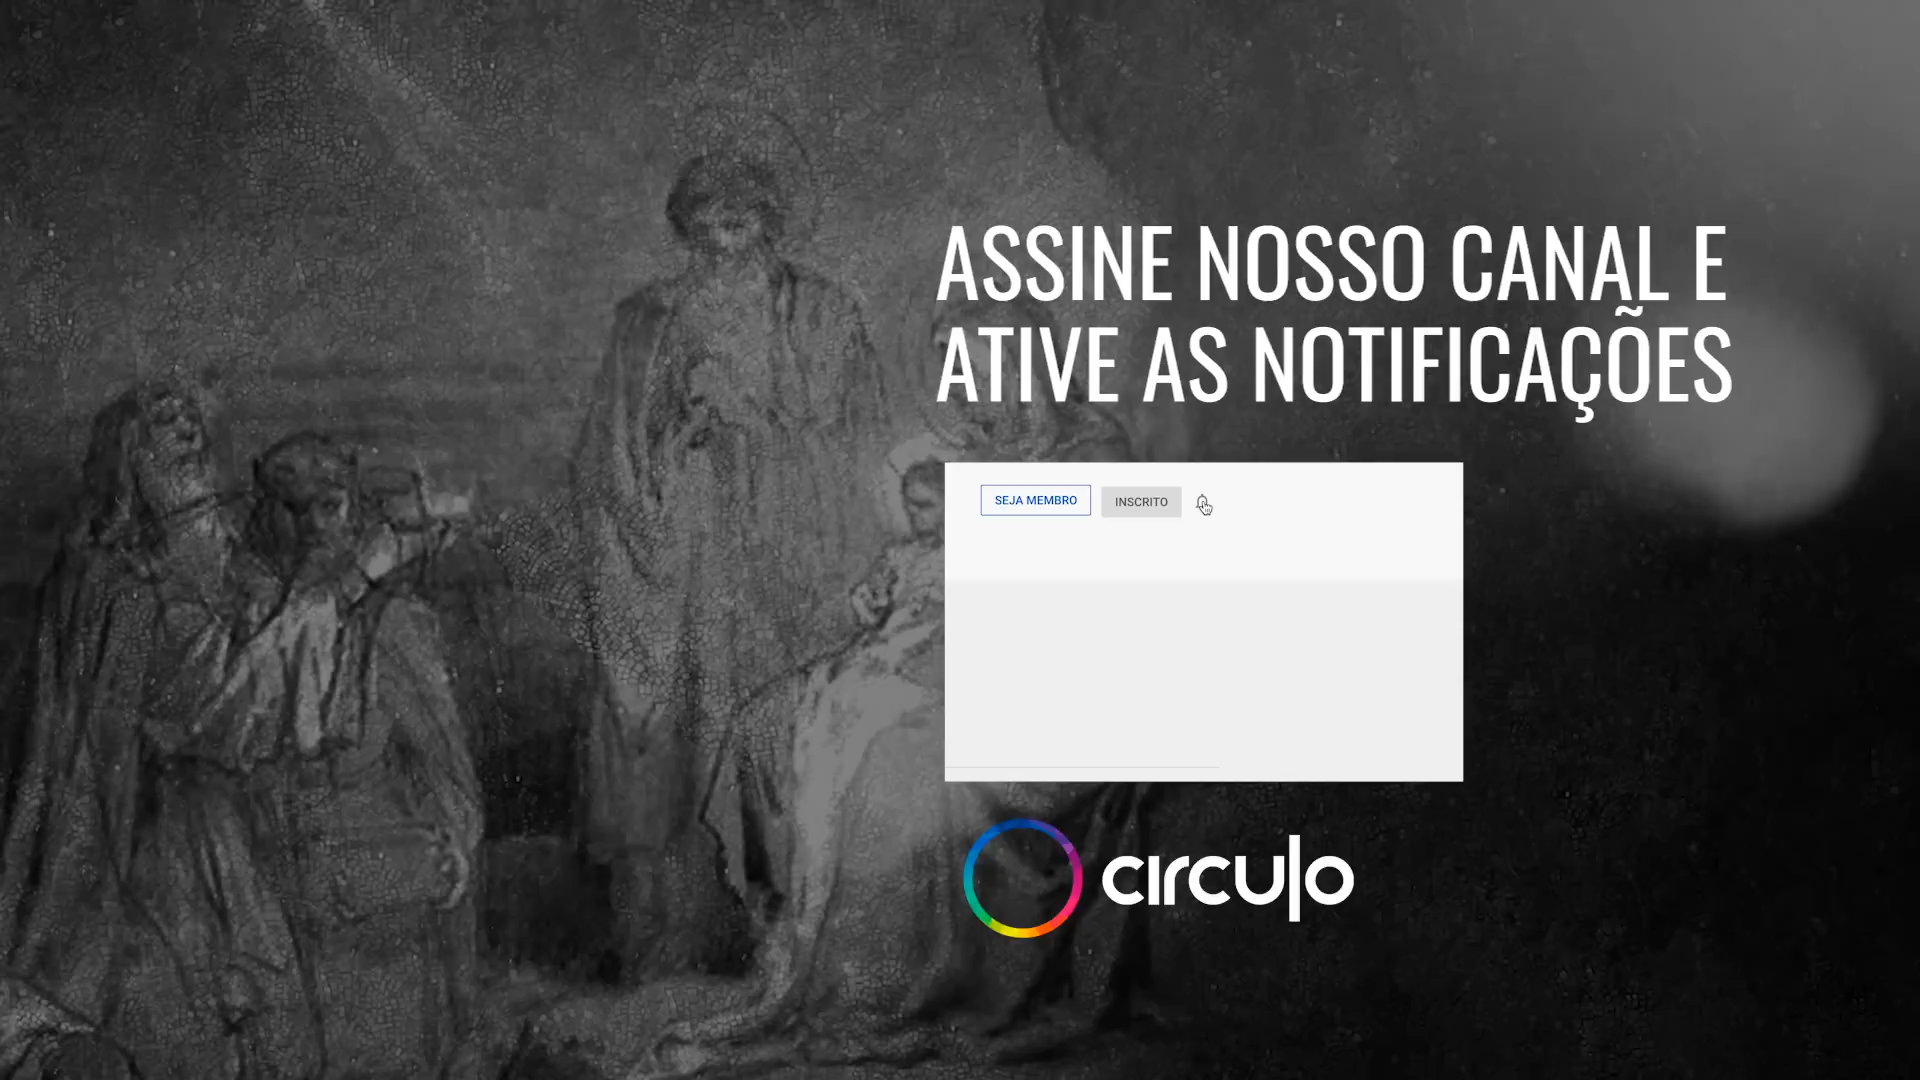 ASSINE NOSSO CANAL E
ATIVE AS NOTIFICAÇÕES
SEJA MEMBRO
INSCRITO
circulo